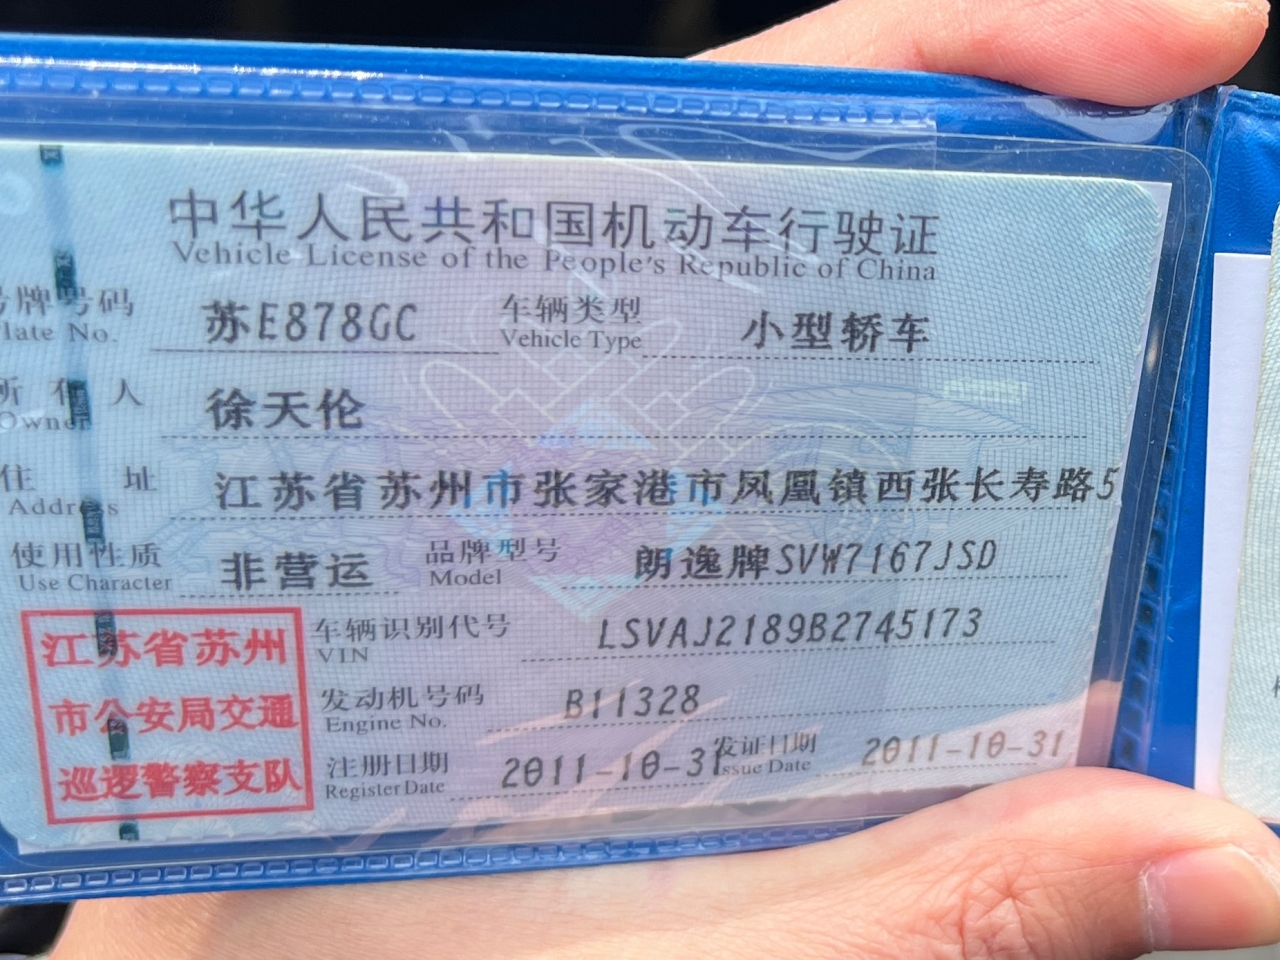 中华人民共和国机动车行驶证
Vehicle License of the People's Republic of China
号牌号码 苏E878GC 车辆类型 小型轿车
Plate No. Vehicle Type
所有人 徐天伦
Owner
住址 江苏省苏州市张家港市凤凰镇西张长寿路5
Address
使用性质 非营运 品牌型号 朗逸牌SVW7167JSD
Use Character Model
江苏省苏州
市公安局交通
巡逻警察支队
车辆识别代号 LSVAJ2189B2745173
VIN
发动机号码 B11328
Engine No.
注册日期 2011-10-31 发证日期 2011-10-31
Register Date Issue Date